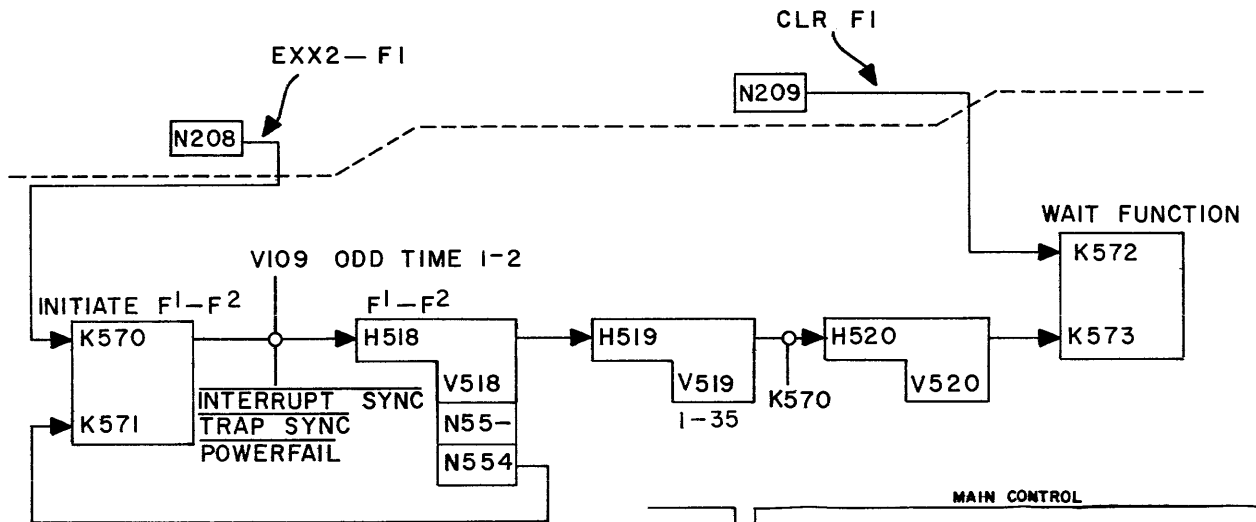 CLR F1
EXX2— F1
N209
N208
WAIT FUNCTION
K572
V109 ODD TIME 1-2
INITIATE F¹—F²
F¹—F²
K570
H518
H519
H520
K573
V518
V519
K570
V520
INTERRUPT SYNC
1-35
K571
TRAP SYNC
N55-
POWERFAIL
N554
MAIN CONTROL